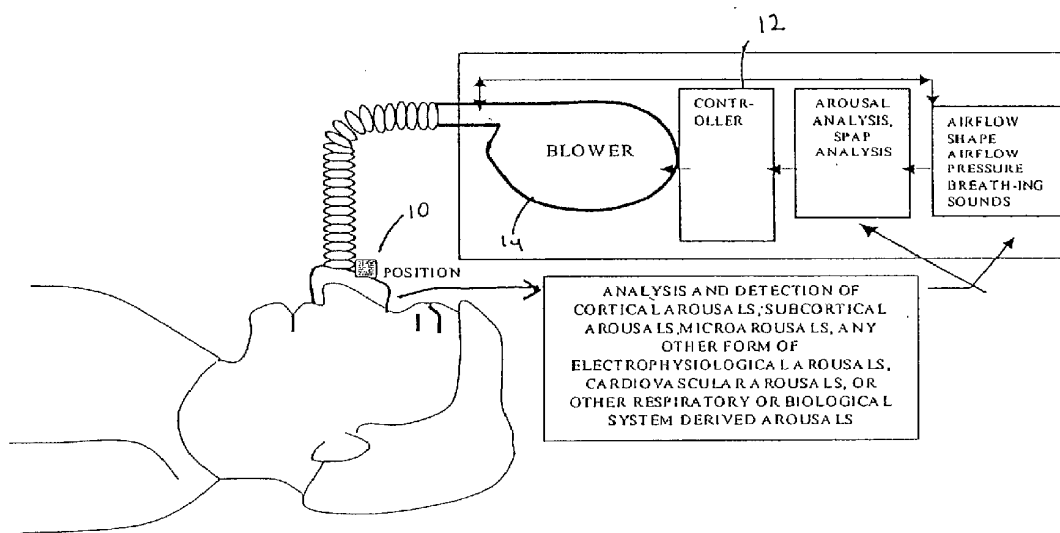 12
CONTR-
OLLER
AROUSAL
ANALYSIS,
SPAP
ANALYSIS
AIRFLOW
SHAPE
AIRFLOW
PRESSURE
BREATH-ING
SOUNDS
BLOWER
14
10
POSITION
ANALYSIS AND DETECTION OF
CORTICAL AROUSALS, SUBCORTICAL
AROUSALS, MICROAROUSALS, ANY
OTHER FORM OF
ELECTROPHYSIOLOGICAL AROUSALS,
CARDIOVASCULAR AROUSALS, OR
OTHER RESPIRATORY OR BIOLOGICAL
SYSTEM DERIVED AROUSALS